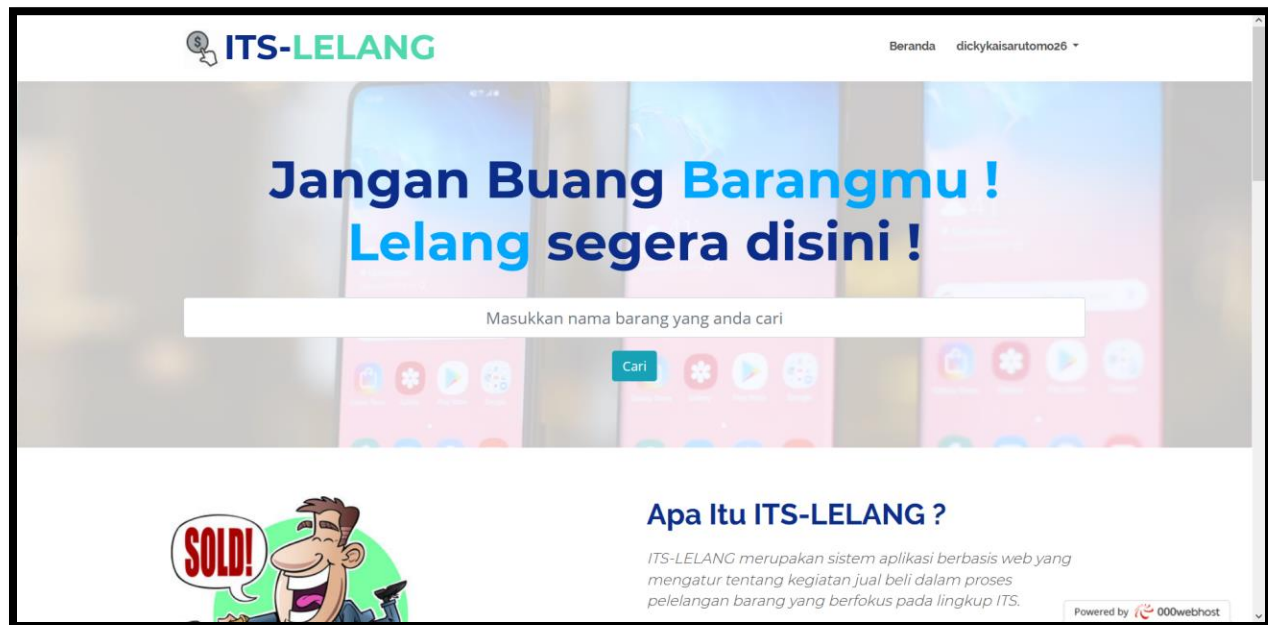 ITS-LELANG
Beranda dickykaisarutomo26
Jangan Buang Barangmu !
Lelang segera disini !
Masukkan nama barang yang anda cari
Cari
SOLD!
Apa Itu ITS-LELANG ?
ITS-LELANG merupakan sistem aplikasi berbasis web yang
mengatur tentang kegiatan jual beli dalam proses
pelelangan barang yang berfokus pada lingkup ITS.
Powered by 000webhost